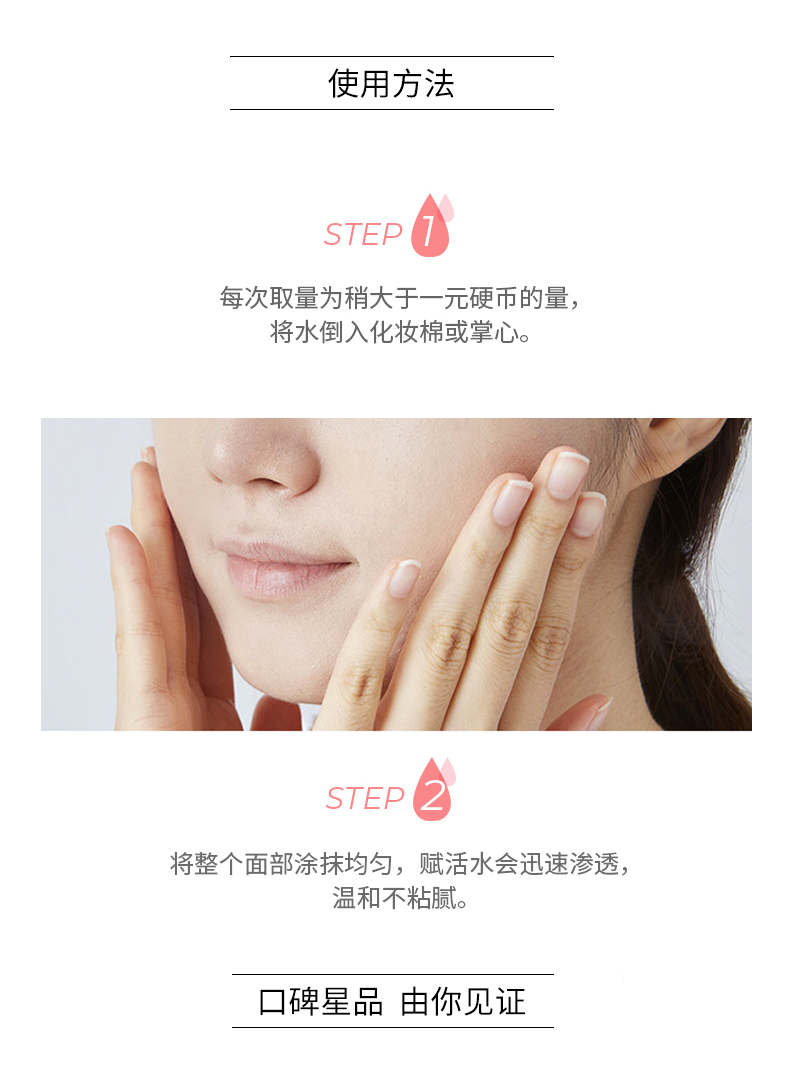 使用方法
STEP 1
每次取量为稍大于一元硬币的量，
将水倒入化妆棉或掌心。
STEP 2
将整个面部涂抹均匀，赋活水会迅速渗透，
温和不粘腻。
口碑星品 由你见证